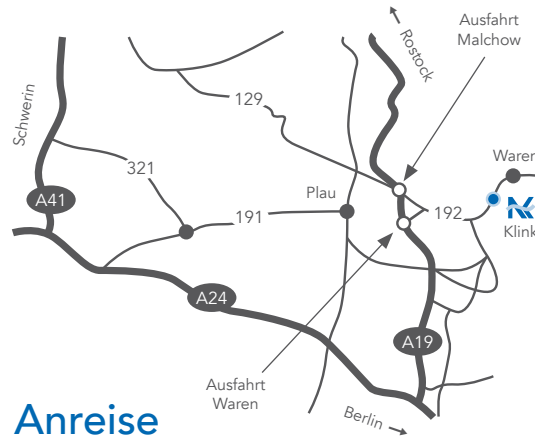 Ausfahrt
Malchow
Rostock
Schwerin
129
321
Waren
A41
Plau
191
192
Klink
A24
A19
Ausfahrt
Waren
Berlin
Anreise